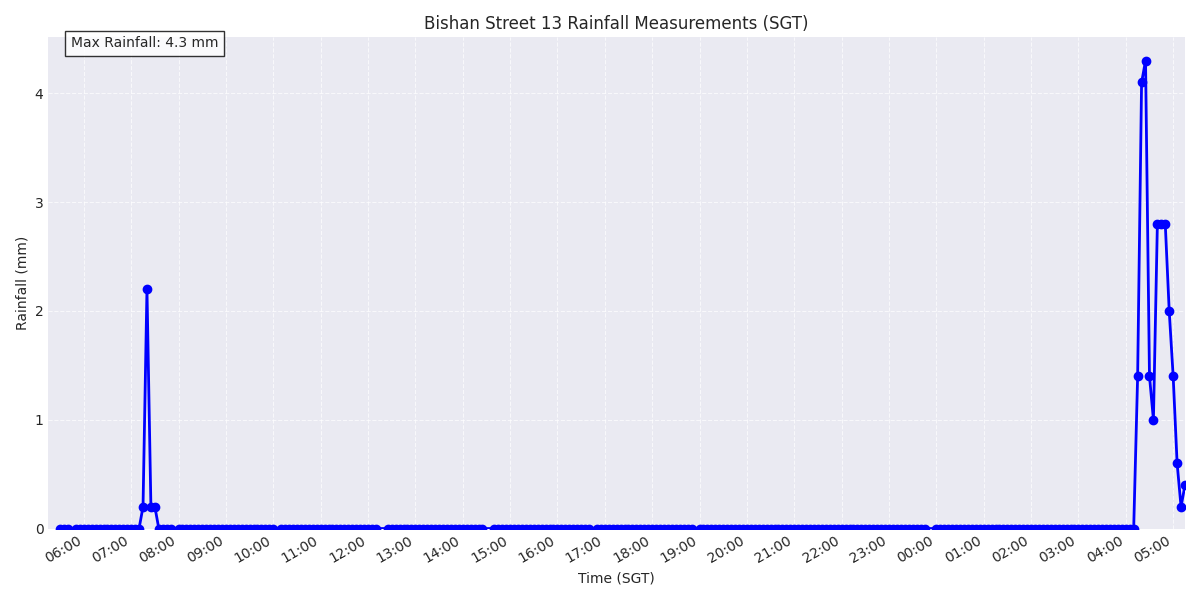 Bishan Street 13 Rainfall Measurements (SGT)
Max Rainfall: 4.3 mm
Rainfall (mm)
4
3
2
1
0
06:00 07:00 08:00 09:00 10:00 11:00 12:00 13:00 14:00 15:00 16:00 17:00 18:00 19:00 20:00 21:00 22:00 23:00 00:00 01:00 02:00 03:00 04:00 05:00
Time (SGT)